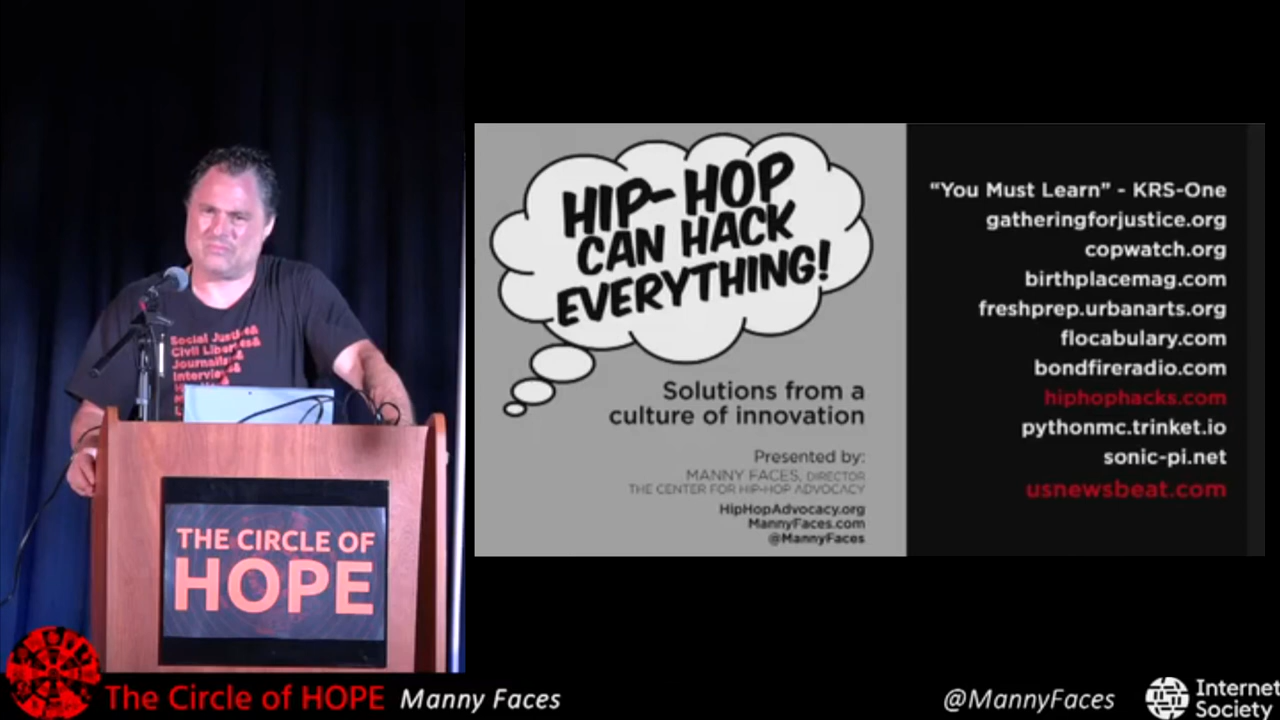 Social Justice&
Civil Liberties&
Journalis
Intervie
THE CIRCLE OF
HOPE
HIP-HOP
CAN HACK
EVERYTHING!
Solutions from a
culture of innovation
Presented by:
MANNY FACES, DIRECTOR
THE CENTER FOR HIP-HOP ADVOCACY
HipHopAdvocacy.org
MannyFaces.com
@MannyFaces
“You Must Learn” - KRS-One
gatheringforjustice.org
copwatch.org
birthplacemag.com
freshprep.urbanarts.org
flocabulary.com
bondfireradio.com
hiphophacks.com
pythonmc.trinket.io
sonic-pi.net
usnewsbeat.com
The Circle of HOPE Manny Faces
@MannyFaces
Internet
Society